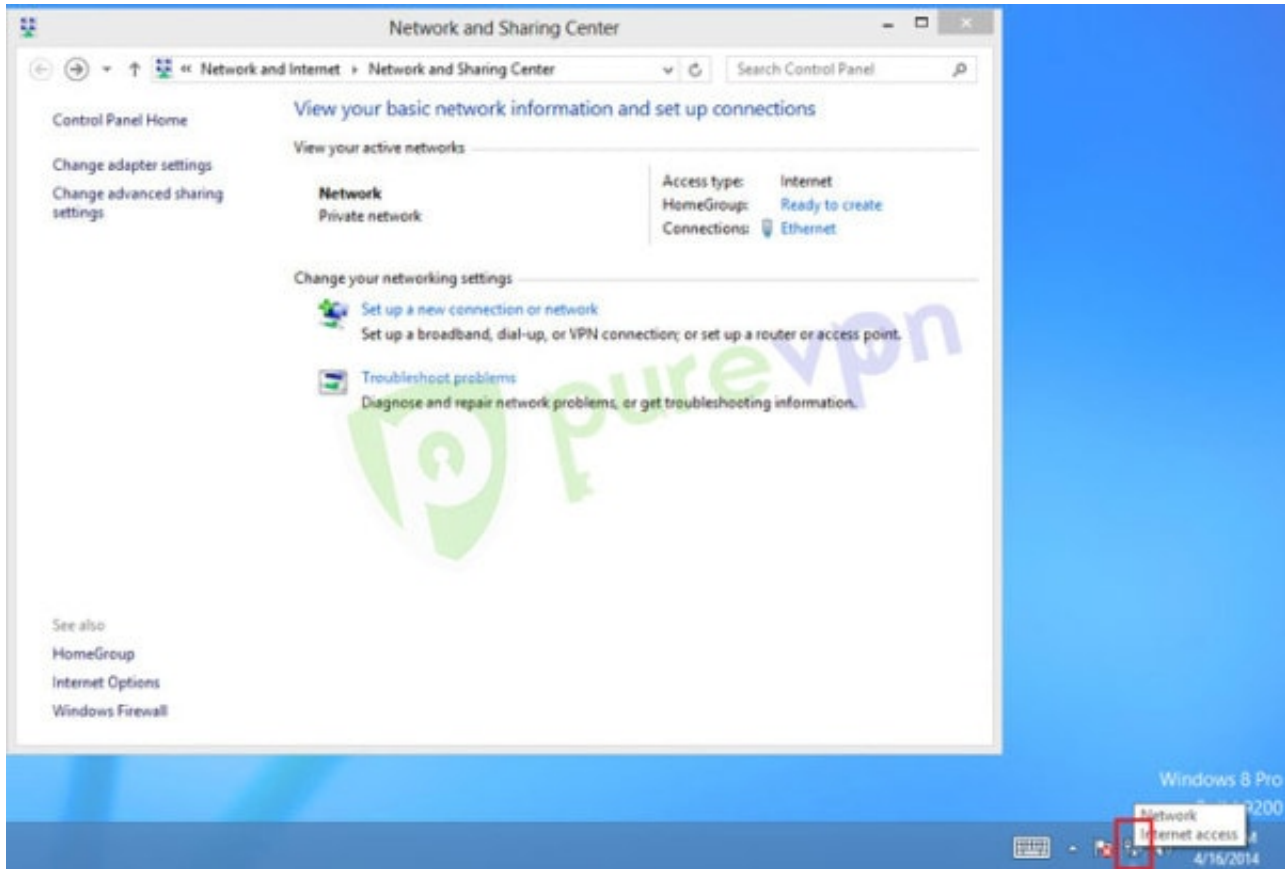 Network and Sharing Center
« Network and Internet ▸ Network and Sharing Center
Search Control Panel
Control Panel Home
Change adapter settings
Change advanced sharing
settings
View your basic network information and set up connections
View your active networks
Network
Private network
Access type: Internet
HomeGroup: Ready to create
Connections: Ethernet
Change your networking settings
Set up a new connection or network
Set up a broadband, dial-up, or VPN connection; or set up a router or access point.
Troubleshoot problems
Diagnose and repair network problems, or get troubleshooting information.
purevpn
See also
HomeGroup
Internet Options
Windows Firewall
Windows 8 Pro
9200
Network
Internet access
4/16/2014